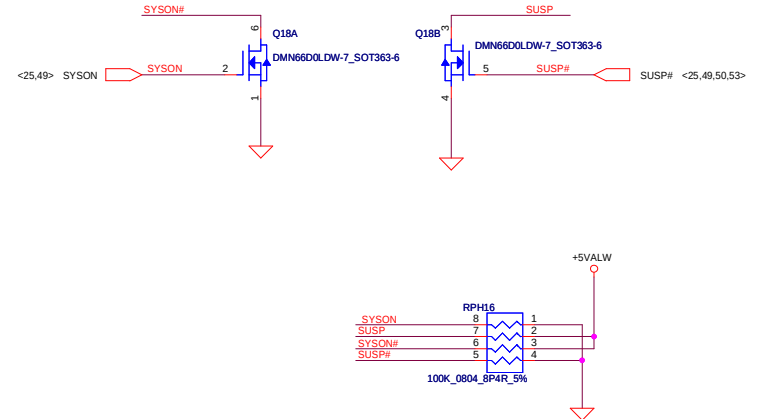 SYSON#
SUSP
6
Q18A
Q18B
3
DMN66D0LDW-7_SOT363-6
DMN66D0LDW-7_SOT363-6
<25,49> SYSON
SYSON
2
5
SUSP#
SUSP# <25,49,50,53>
1
4
+5VALW
RPH16
SYSON 8 1
SUSP 7 2
SYSON# 6 3
SUSP# 5 4
100K_0804_8P4R_5%